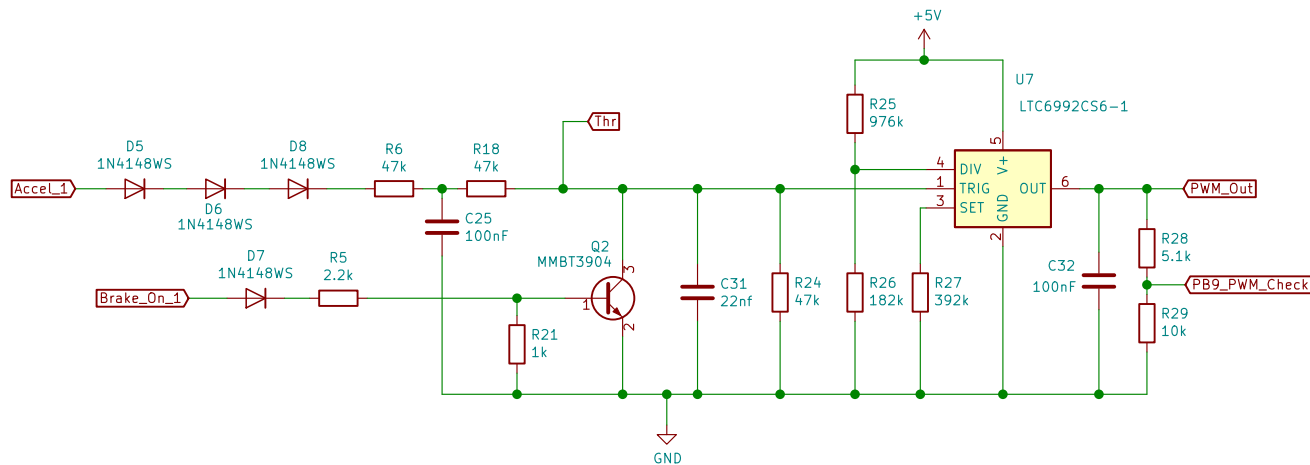 +5V
U7
LTC6992CS6-1
R25
976k
Thr
D5
1N4148WS
D8
1N4148WS
R6
47k
R18
47k
Accel_1
D6
1N4148WS
C25
100nF
4
DIV
1
TRIG
3
SET
5
V+
GND
2
OUT
6
PWM_Out
D7
1N4148WS
R5
2.2k
Q2
MMBT3904
3
1
2
Brake_On_1
R21
1k
C31
22nf
R24
47k
R26
182k
R27
392k
C32
100nF
R28
5.1k
PB9_PWM_Check
R29
10k
GND